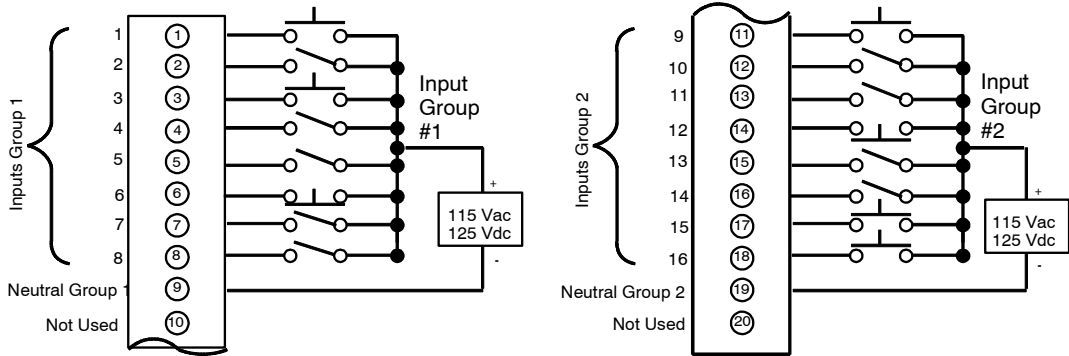 Inputs Group 1
1 ①
2 ②
3 ③
4 ④
5 ⑤
6 ⑥
7 ⑦
8 ⑧
Neutral Group 1 ⑨
Not Used ⑩
Input
Group
#1
+
115 Vac
125 Vdc
-
Inputs Group 2
9 ⑪
10 ⑫
11 ⑬
12 ⑭
13 ⑮
14 ⑯
15 ⑰
16 ⑱
Neutral Group 2 ⑲
Not Used ⑳
Input
Group
#2
+
115 Vac
125 Vdc
-